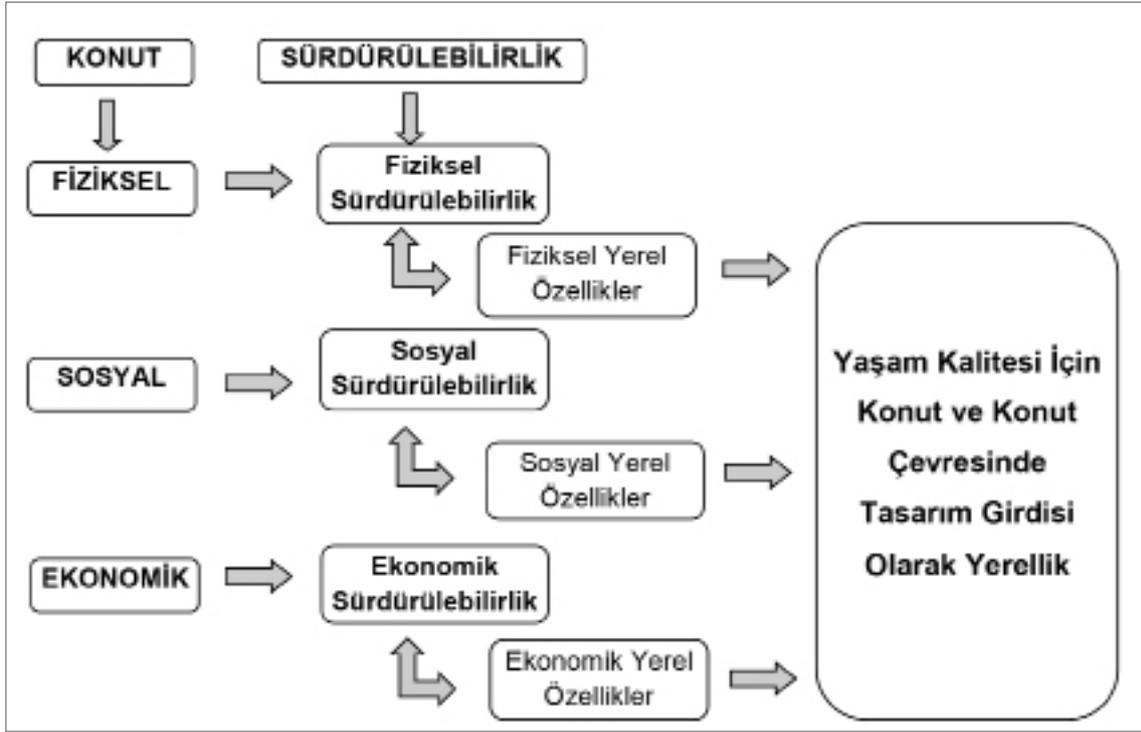 KONUT
SÜRDÜRÜLEBİLİRLİK
FİZİKSEL
Fiziksel
Sürdürülebilirlik
Fiziksel Yerel
Özellikler
SOSYAL
Sosyal
Sürdürülebilirlik
Sosyal Yerel
Özellikler
EKONOMİK
Ekonomik
Sürdürülebilirlik
Ekonomik Yerel
Özellikler
Yaşam Kalitesi İçin
Konut ve Konut
Çevresinde
Tasarım Girdisi
Olarak Yerellik